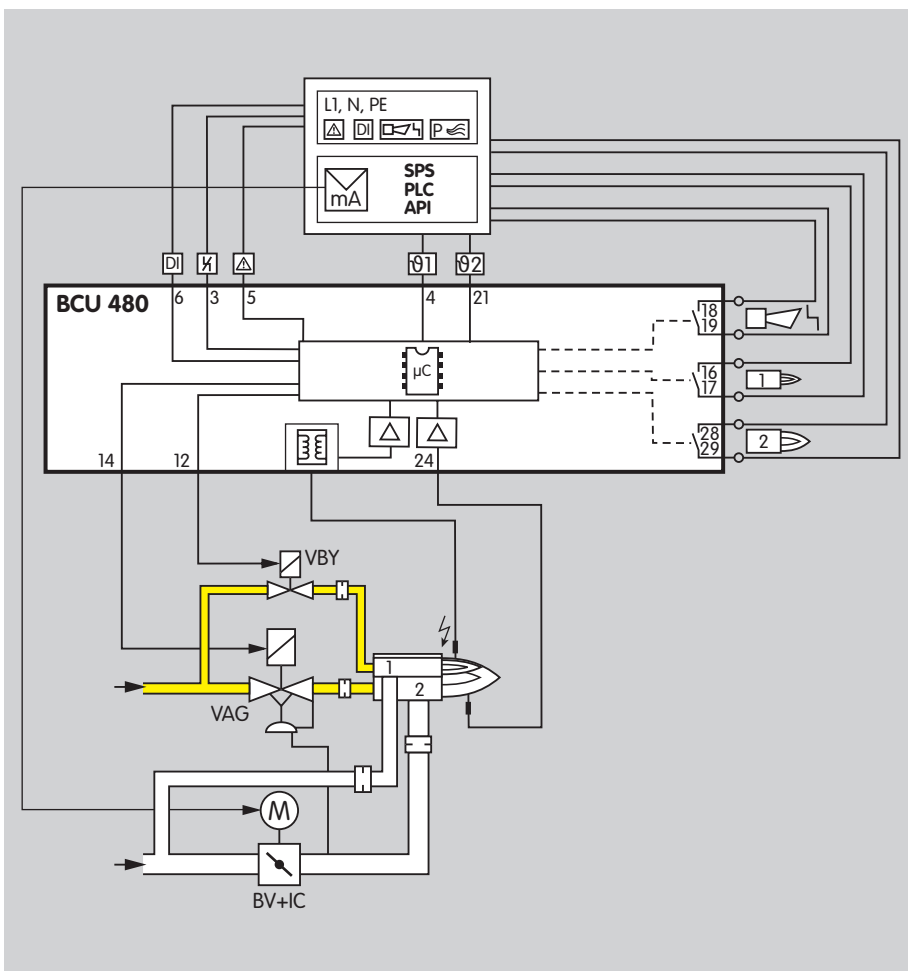 L1, N, PE
DI P
mA
SPS
PLC
API
DI
ϑ1 ϑ2
BCU 480
6 3 5 4 21
18
19
µC
16
17
1
28
29
2
14 12 24
VBY
1
2
VAG
M
BV+IC